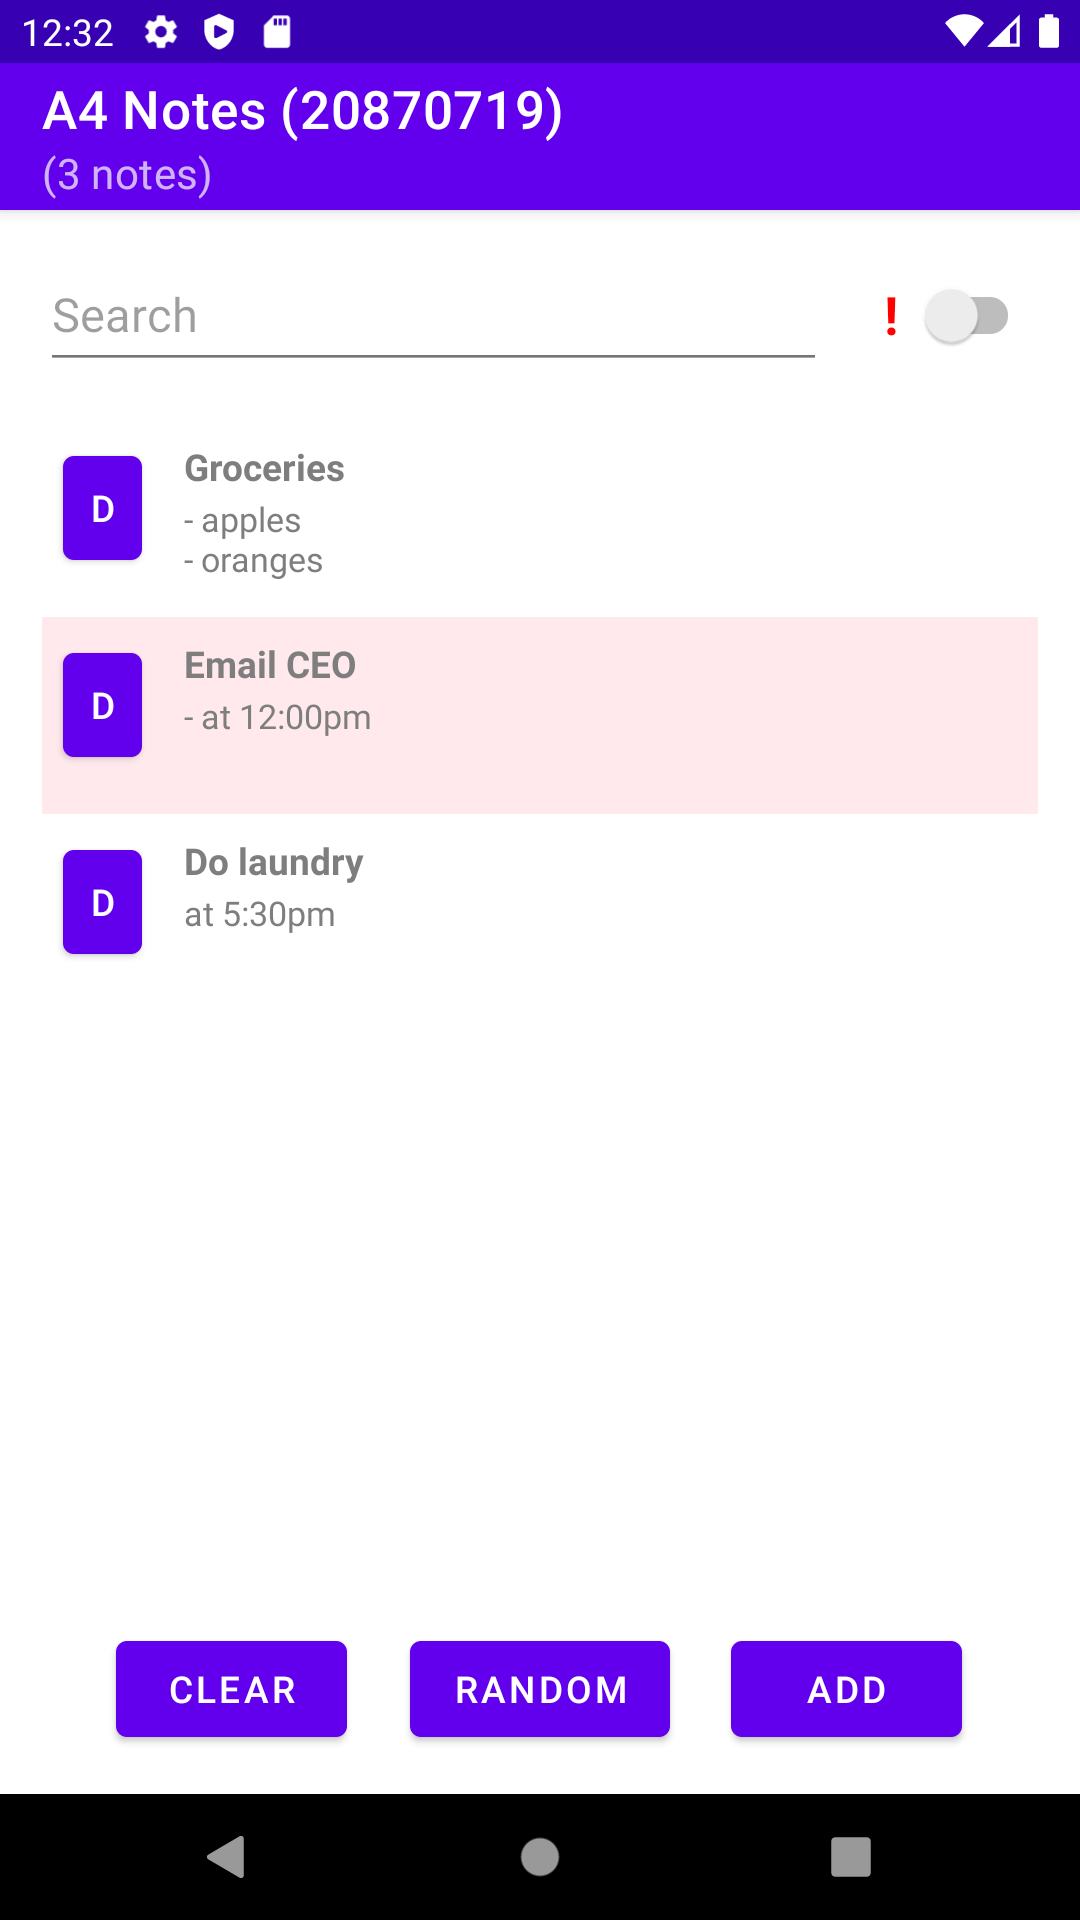 12:32
A4 Notes (20870719)
(3 notes)
Search
!
D
Groceries
- apples
- oranges
D
Email CEO
- at 12:00pm
D
Do laundry
at 5:30pm
CLEAR
RANDOM
ADD